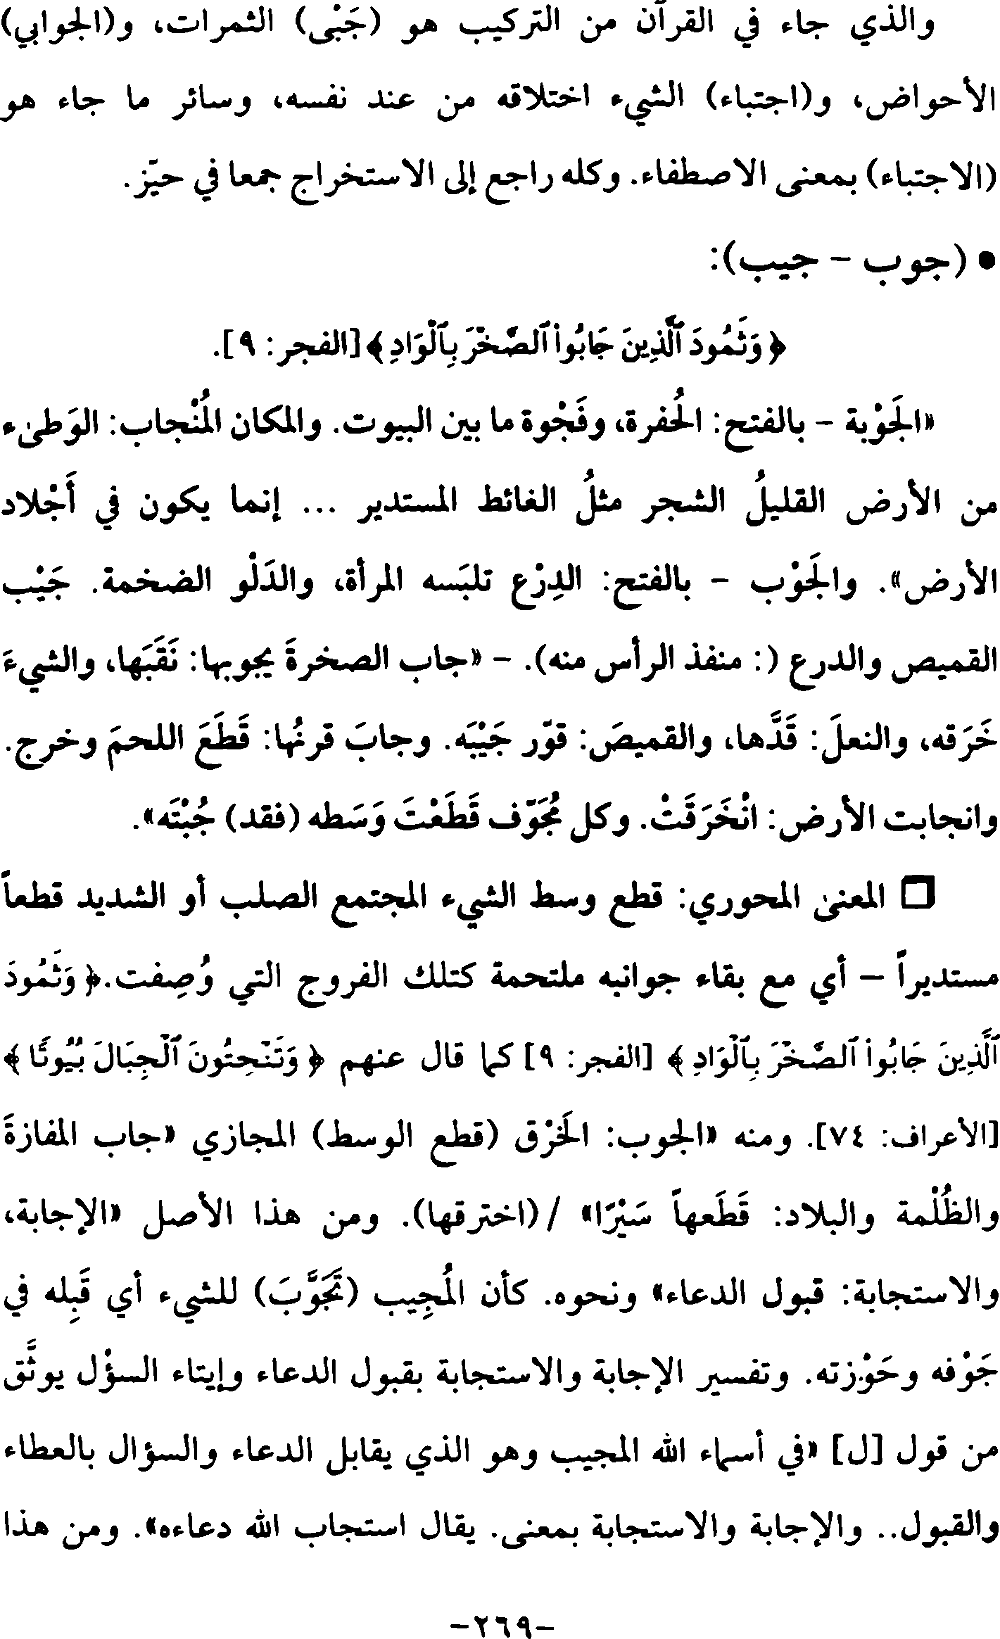 والذي جاء في القرآن من التركيب هو (جَبْى) الثمرات، و(الجوابي)
الأحواض، و(اجتباء) الشيء اختلاقه من عند نفسه، وسائر ما جاء هو
(الاجتباء) بمعنى الاصطفاء. وكله راجع إلى الاستخراج جمعا في حيّز.
• (جوب – جيب):
﴿ وَثَمُودَ ٱلَّذِينَ جَابُوا۟ ٱلصَّخْرَ بِٱلْوَادِ ﴾ [الفجر: ٩].
«الجَوْبة – بالفتح: الحُفرة، وفَجْوة ما بين البيوت. والمكان المُنْجاب: الوَطىء
من الأرض القليلُ الشجر مثلُ الغائط المستدير ... إنما يكون في أَجْلاد
الأرض». والجَوْب – بالفتح: الدِرْع تلبَسه المرأة، والدَلْو الضخمة. جَيْب
القميص والدرع (: منفذ الرأس منه). – «جاب الصخرةَ يجوبها: نَقَبَها، والشيءَ
خَرَقه، والنعلَ: قَدَّها، والقميصَ: قوّر جَيْبَه. وجابَ قرنُها: قَطَعَ اللحمَ وخرج.
وانجابت الأرض: انْخَرَقَتْ. وكل مُجَوّف قَطَعْتَ وَسَطه (فقد) جُبْتَه».
□ المعنى المحوري: قطع وسط الشيء المجتمع الصلب أو الشديد قطعاً
مستديراً – أي مع بقاء جوانبه ملتحمة كتلك الفروج التي وُصِفت. ﴿ وَثَمُودَ
ٱلَّذِينَ جَابُوا۟ ٱلصَّخْرَ بِٱلْوَادِ ﴾ [الفجر: ٩] كما قال عنهم ﴿ وَتَنْحِتُونَ ٱلْجِبَالَ بُيُوتًا ﴾
[الأعراف: ٧٤]. ومنه «الجوب: الخَرْق (قطع الوسط) المجازي «جاب المفازةَ
والظُلْمة والبلاد: قَطَعهاً سَيْرًا» /(اخترقها). ومن هذا الأصل «الإجابة،
والاستجابة: قبول الدعاء» ونحوه. كأن المُجِيب (تَجَوَّبَ) للشيء أي قَبِله في
جَوْفه وحَوْزته. وتفسير الإجابة والاستجابة بقبول الدعاء وإيتاء السؤْل يوثَّق
من قول [ل] «في أسماء الله المجيب وهو الذي يقابل الدعاء والسؤال بالعطاء
والقبول.. والإجابة والاستجابة بمعنى. يقال استجاب الله دعاءه». ومن هذا
-٢٦٩-